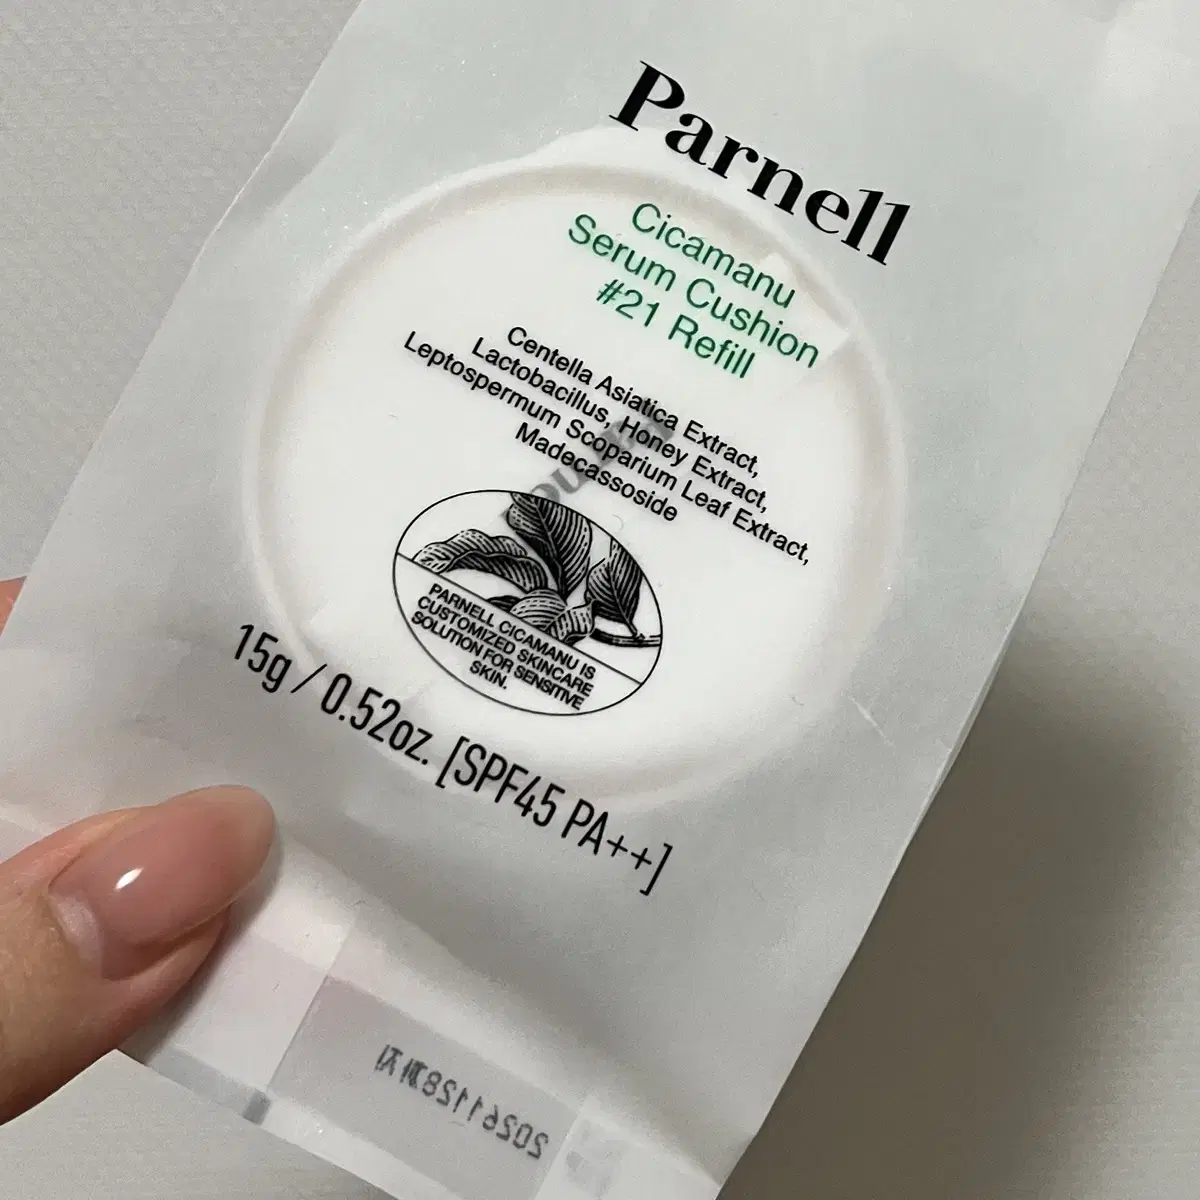 Parnell
Cicamanu
Serum Cushion
#21 Refill
Centella Asiatica Extract,
Lactobacillus, Honey Extract,
Leptospermum Scoparium Leaf Extract,
Madecassoside
PARNELL CICAMANU IS
CUSTOMIZED SKINCARE
SOLUTION FOR SENSITIVE
SKIN.
15g / 0.52oz. [SPF45 PA++]
20261128까지